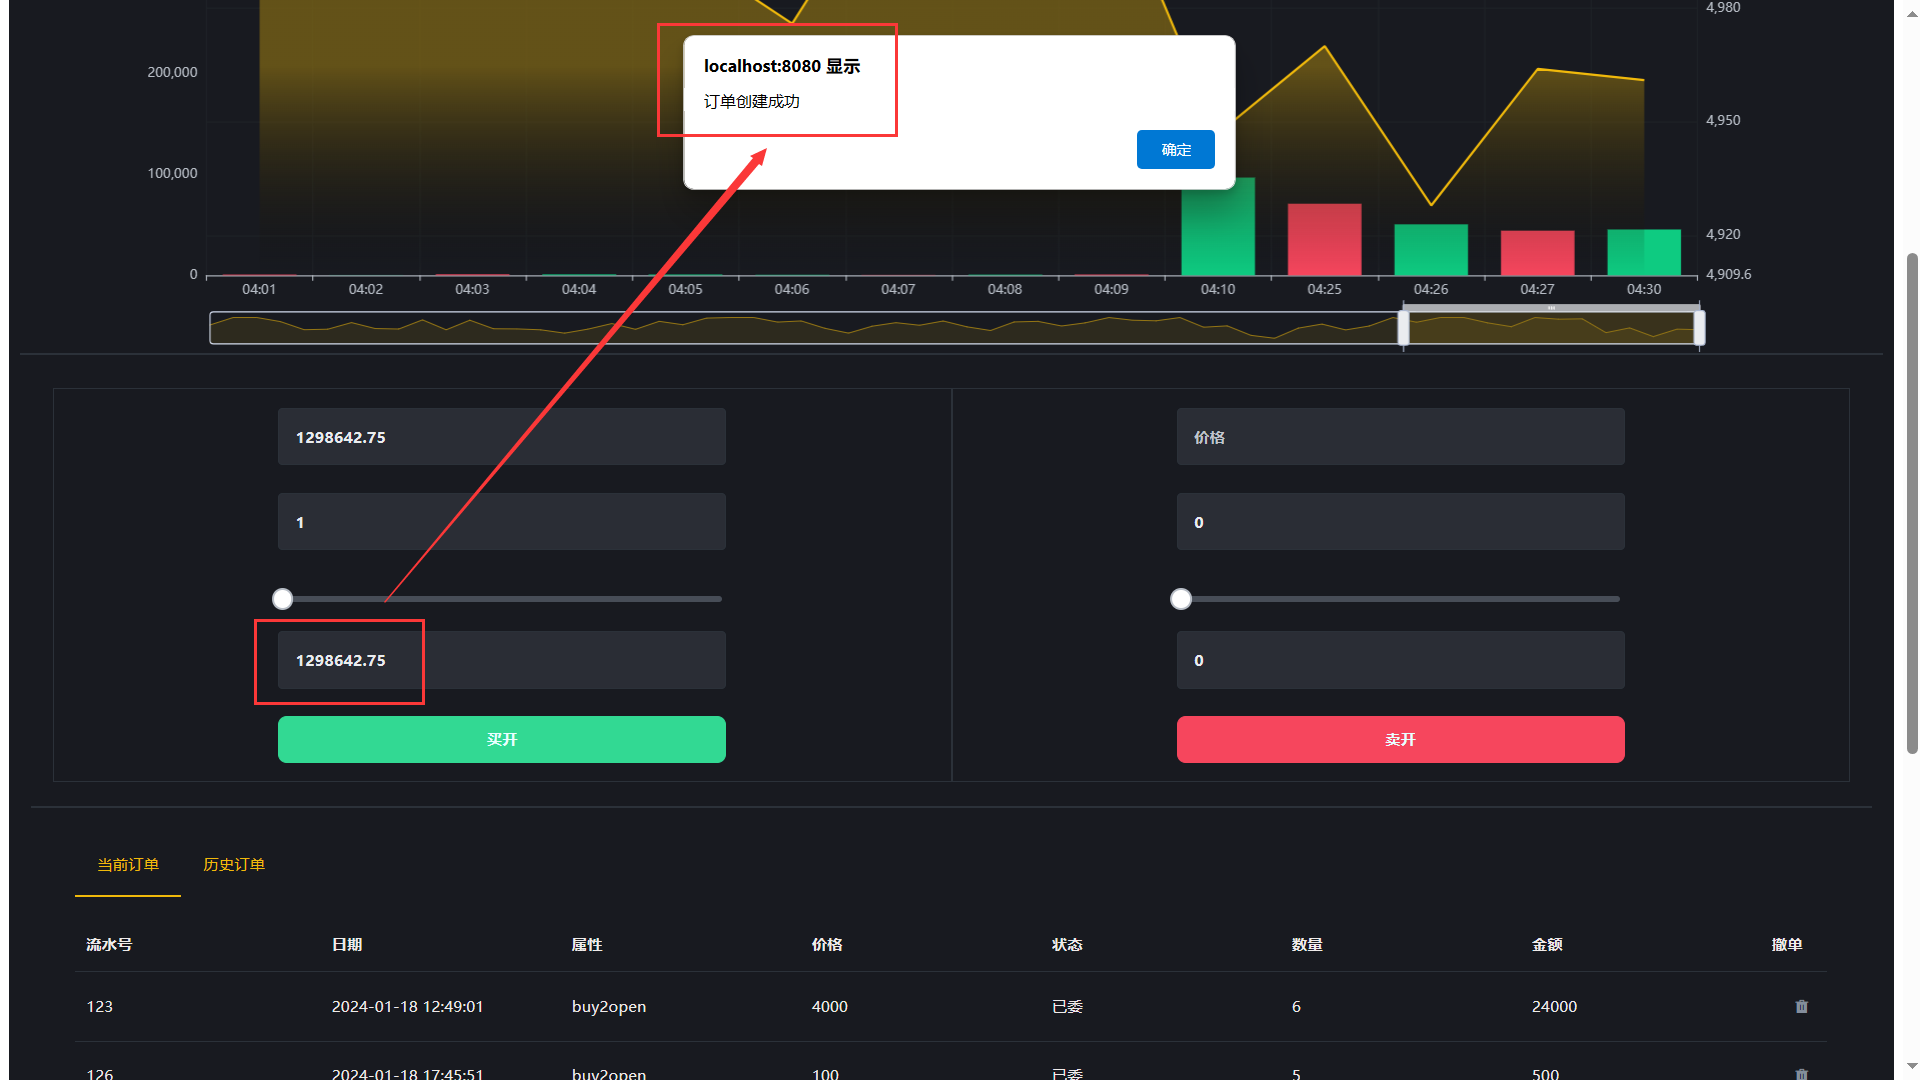 4,980
200,000
localhost:8080 显示
订单创建成功
4,950
确定
100,000
4,920
0
4,909.6
04:01 04:02 04:03 04:04 04:05 04:06 04:07 04:08 04:09 04:10 04:25 04:26 04:27 04:30
1298642.75
价格
1
0
1298642.75
0
买开
卖开
当前订单 历史订单
流水号 日期 属性 价格 状态 数量 金额 撤单
123 2024-01-18 12:49:01 buy2open 4000 已委 6 24000
126 2024-01-18 17:45:51 buy2open 100 已委 5 500